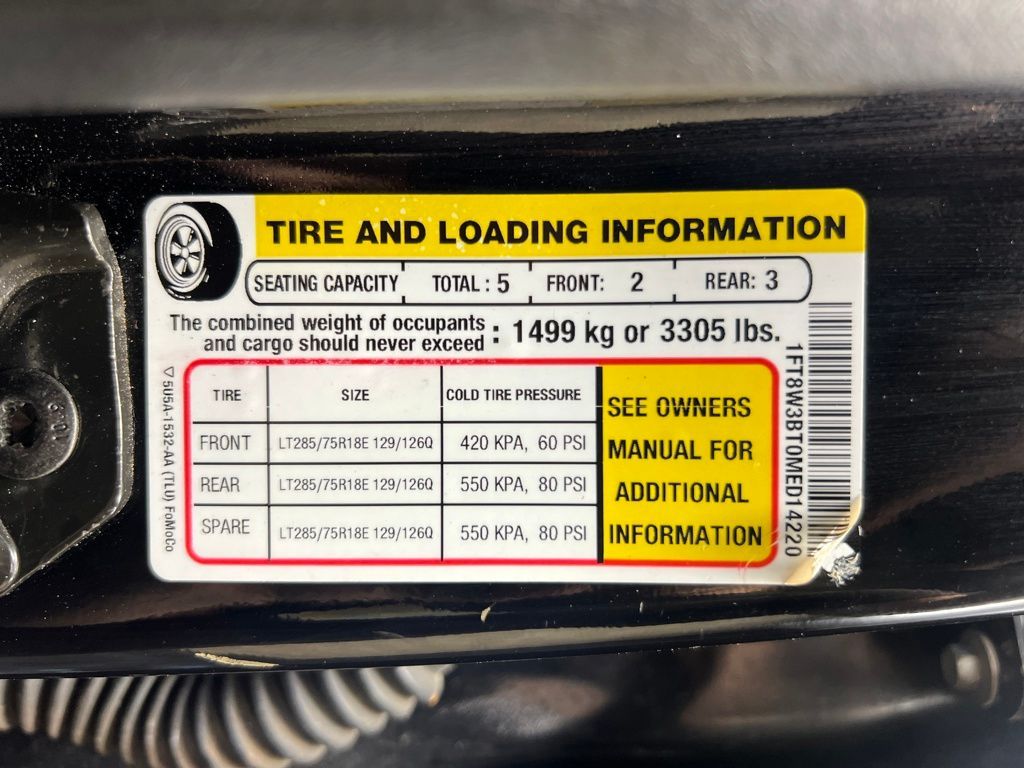 TIRE AND LOADING INFORMATION
SEATING CAPACITY TOTAL : 5 FRONT: 2 REAR: 3
The combined weight of occupants
and cargo should never exceed : 1499 kg or 3305 lbs.
TIRE SIZE COLD TIRE PRESSURE
FRONT LT285/75R18E 129/126Q 420 KPA, 60 PSI
REAR LT285/75R18E 129/126Q 550 KPA, 80 PSI
SPARE LT285/75R18E 129/126Q 550 KPA, 80 PSI
SEE OWNERS
MANUAL FOR
ADDITIONAL
INFORMATION
5U5A-1532-AA (TLU) FoMoCo
1FT8W3BT0MED14220